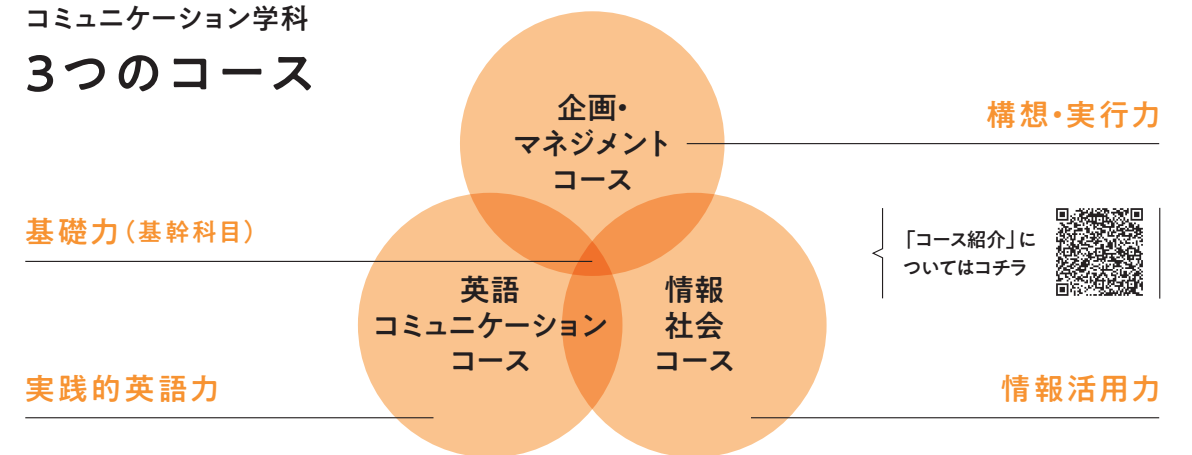 コミュニケーション学科
3つのコース
企画・
マネジメント
コース
構想・実行力
基礎力（基幹科目）
「コース紹介」に
ついてはコチラ
英語
コミュニケーション
コース
情報
社会
コース
実践的英語力
情報活用力